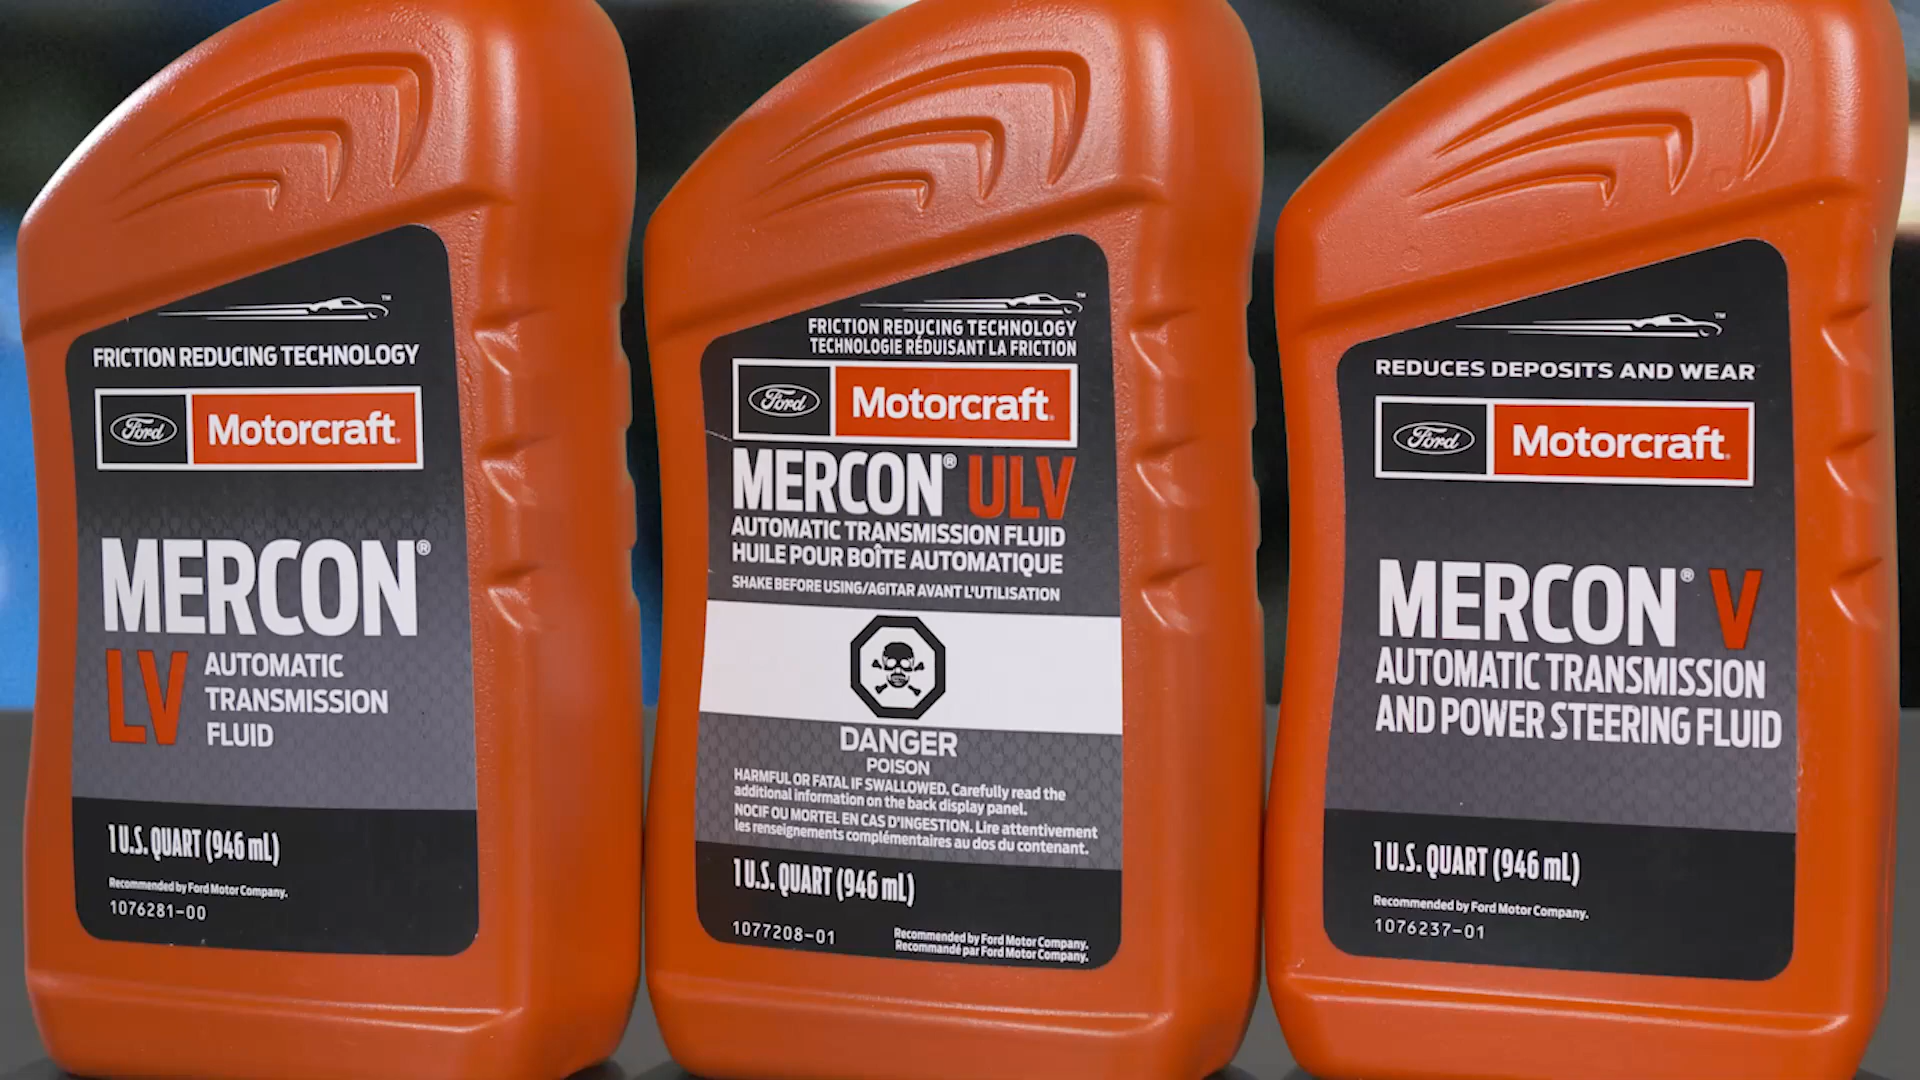 ™
FRICTION REDUCING TECHNOLOGY
Ford Motorcraft®
MERCON®
LV AUTOMATIC
TRANSMISSION
FLUID
1 U.S. QUART (946 mL)
Recommended by Ford Motor Company.
1076281-00
™
FRICTION REDUCING TECHNOLOGY
TECHNOLOGIE RÉDUISANT LA FRICTION
Ford Motorcraft®
MERCON® ULV
AUTOMATIC TRANSMISSION FLUID
HUILE POUR BOÎTE AUTOMATIQUE
SHAKE BEFORE USING/AGITAR AVANT L'UTILISATION
DANGER
POISON
HARMFUL OR FATAL IF SWALLOWED. Carefully read the
additional information on the back display panel.
NOCIF OU MORTEL EN CAS D'INGESTION. Lire attentivement
les renseignements complémentaires au dos du contenant.
1 U.S. QUART (946 mL)
1077208-01
Recommended by Ford Motor Company.
Recommandé par Ford Motor Company.
™
REDUCES DEPOSITS AND WEAR
Ford Motorcraft®
MERCON® V
AUTOMATIC TRANSMISSION
AND POWER STEERING FLUID
1 U.S. QUART (946 mL)
Recommended by Ford Motor Company.
1076237-01